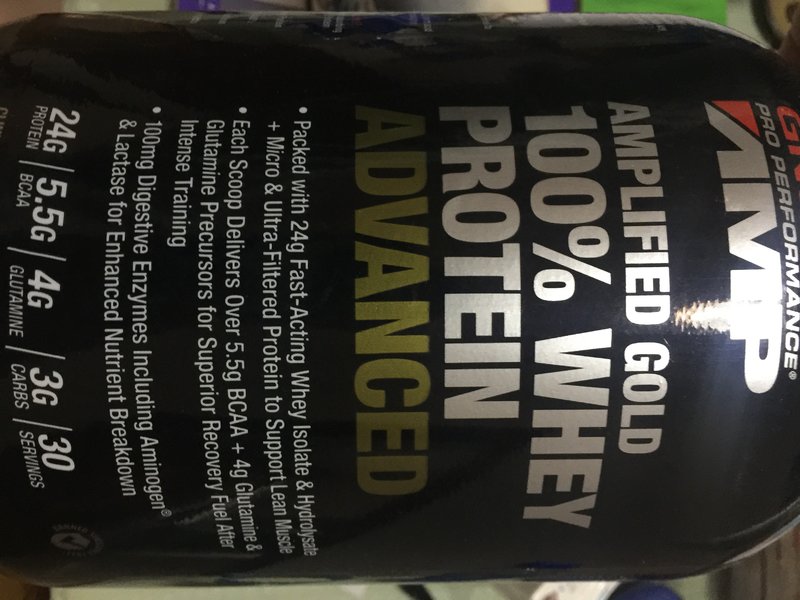 PRO PERFORMANCE®
AMP
AMPLIFIED GOLD
100% WHEY
PROTEIN
ADVANCED
• Packed with 24g Fast-Acting Whey Isolate & Hydrolysate
+ Micro & Ultra-Filtered Protein to Support Lean Muscle
• Each Scoop Delivers Over 5.5g BCAA + 4g Glutamine &
Glutamine Precursors for Superior Recovery Fuel After
Intense Training
• 100mg Digestive Enzymes Including Aminogen®
& Lactase for Enhanced Nutrient Breakdown
24G | 5.5G | 4G | 3G | 30
PROTEIN | BCAA | GLUTAMINE | CARBS | SERVINGS